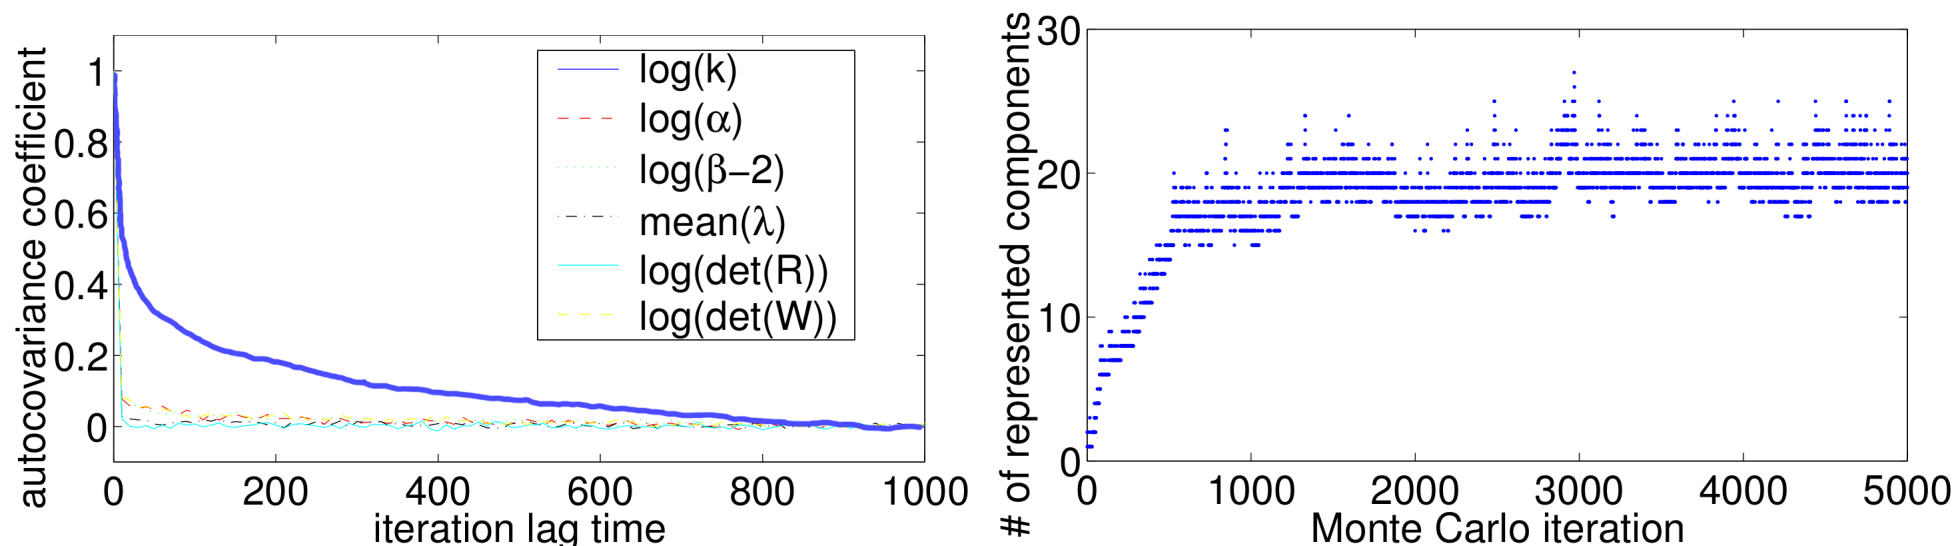 autocovariance coefficient
1
0.8
0.6
0.4
0.2
0
0 200 400 600 800 1000
iteration lag time
log(k)
log(α)
log(β−2)
mean(λ)
log(det(R))
log(det(W))
# of represented components
30
20
10
0
0 1000 2000 3000 4000 5000
Monte Carlo iteration